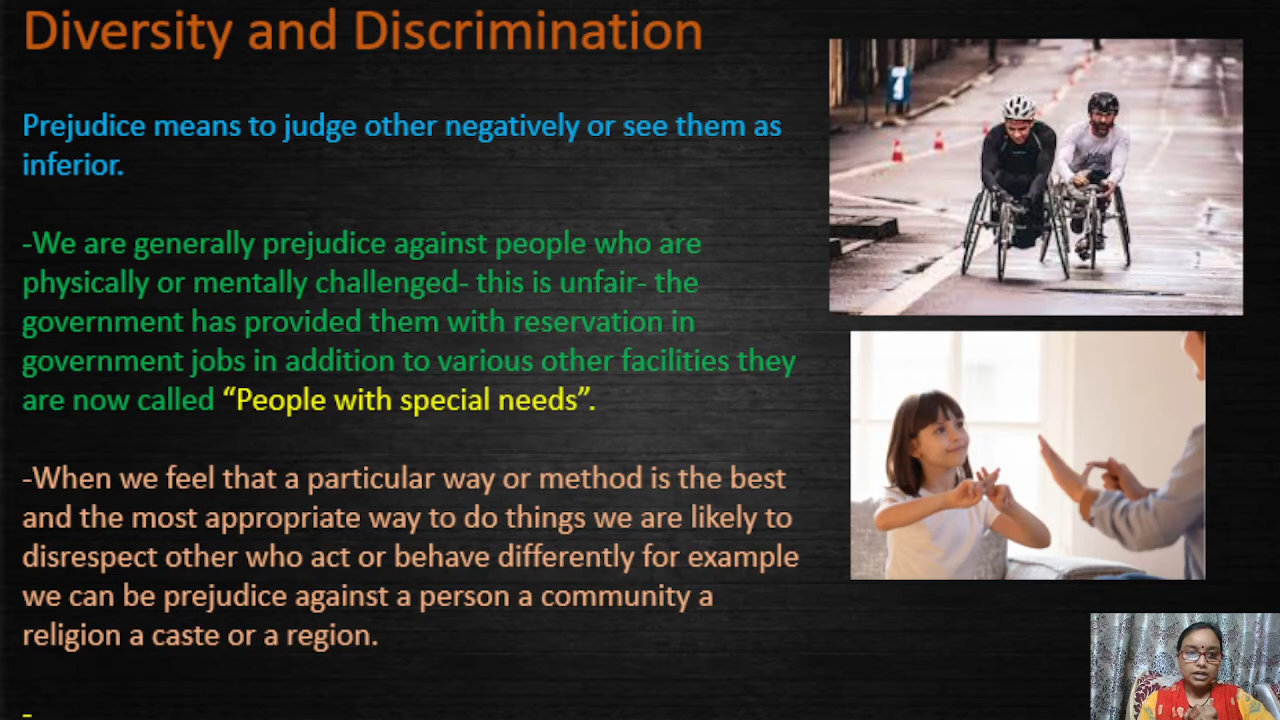 Diversity and Discrimination
Prejudice means to judge other negatively or see them as
inferior.
-We are generally prejudice against people who are
physically or mentally challenged- this is unfair- the
government has provided them with reservation in
government jobs in addition to various other facilities they
are now called “People with special needs”.
-When we feel that a particular way or method is the best
and the most appropriate way to do things we are likely to
disrespect other who act or behave differently for example
we can be prejudice against a person a community a
religion a caste or a region.
-